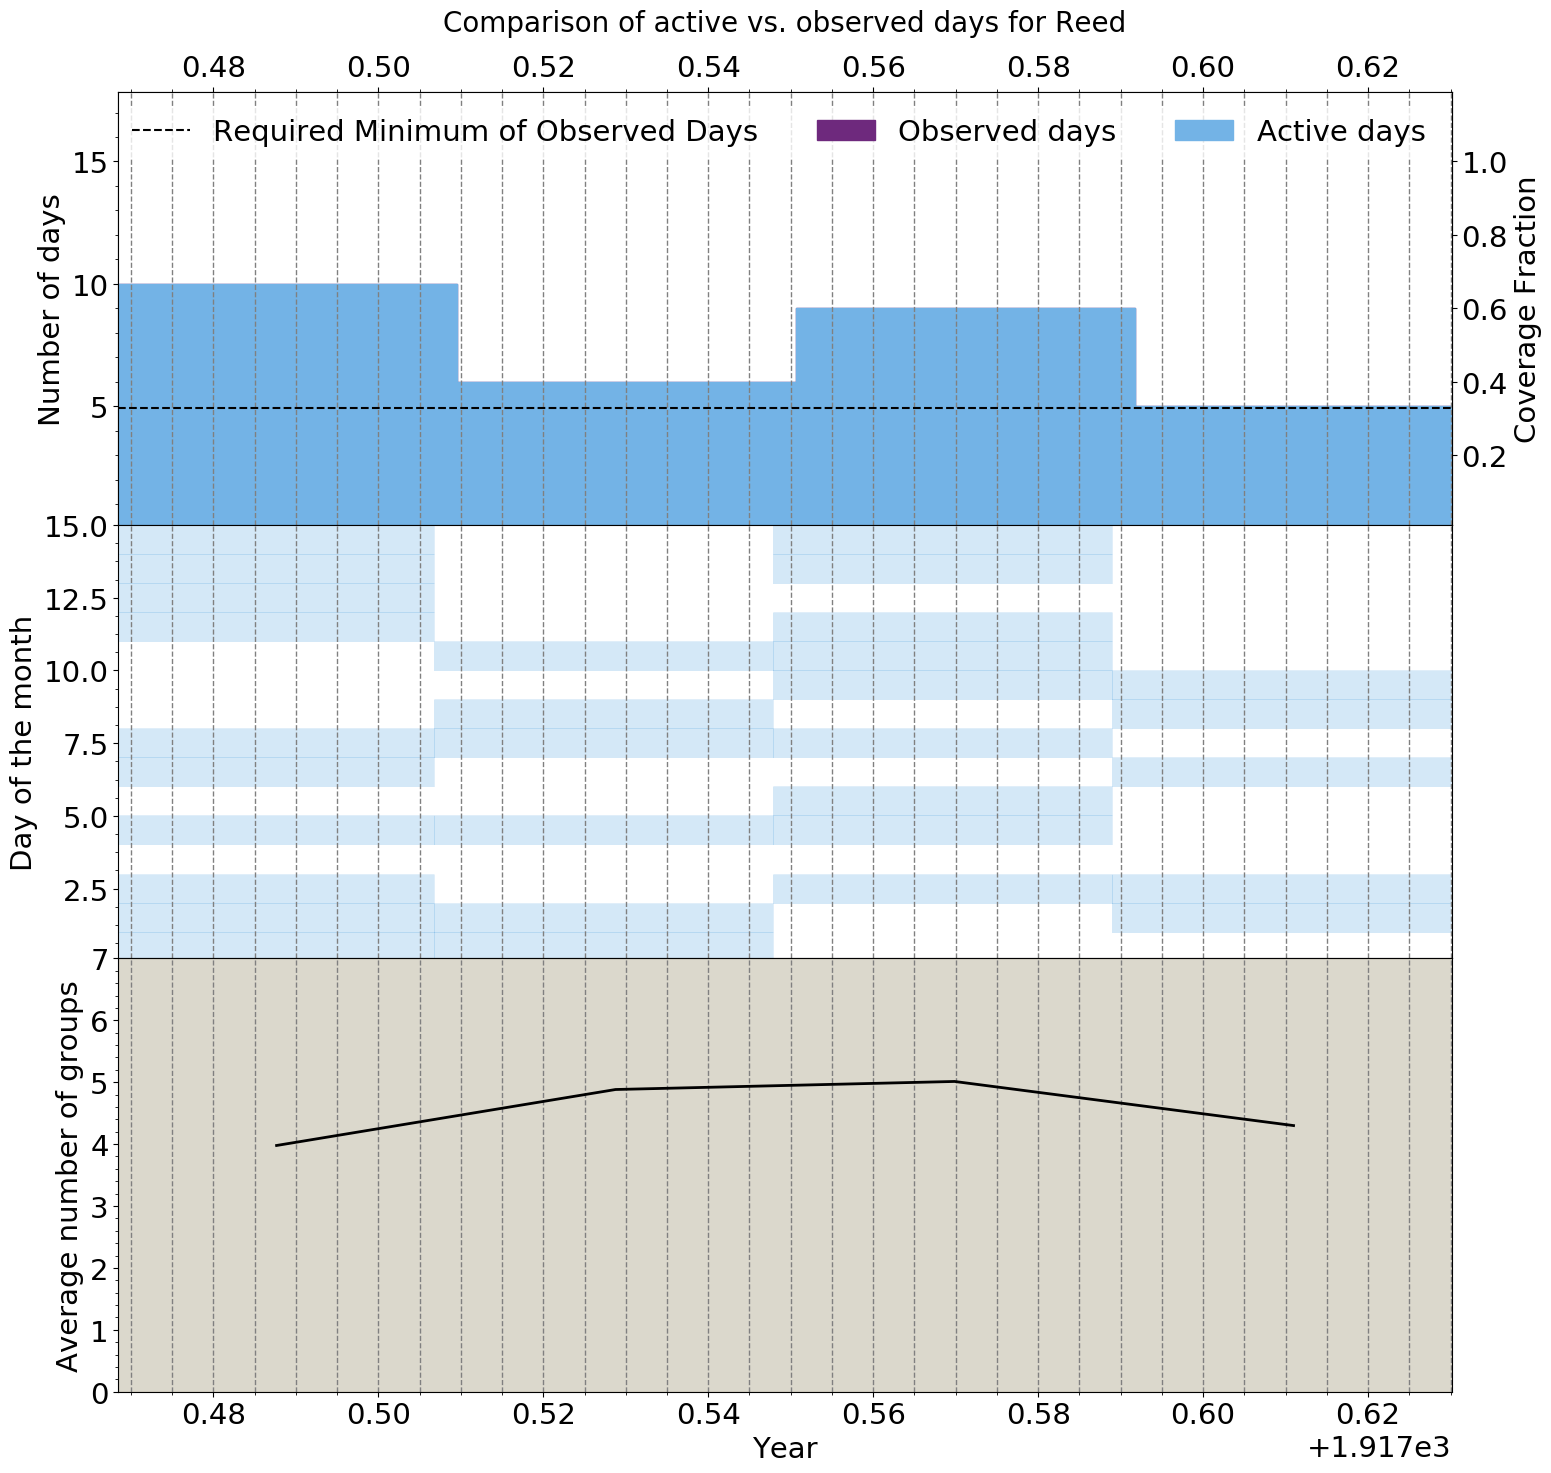 Comparison of active vs. observed days for Reed
0.48 0.50 0.52 0.54 0.56 0.58 0.60 0.62
Required Minimum of Observed Days Observed days Active days
Number of days
15
10
5
Coverage Fraction
1.0
0.8
0.6
0.4
0.2
Day of the month
15.0
12.5
10.0
7.5
5.0
2.5
Average number of groups
7
6
5
4
3
2
1
0
0.48 0.50 0.52 0.54 0.56 0.58 0.60 0.62
Year
+1.917e3